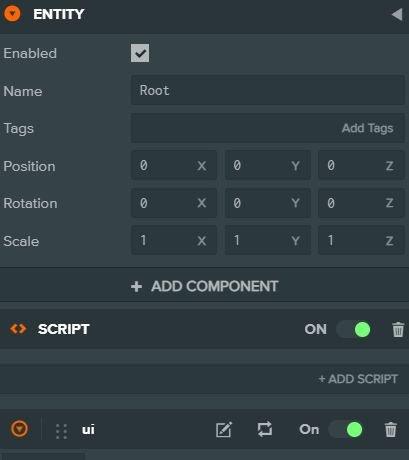 ENTITY
Enabled
Name Root
Tags Add Tags
Position 0 X 0 Y 0 Z
Rotation 0 X 0 Y 0 Z
Scale 1 X 1 Y 1 Z
+ ADD COMPONENT
SCRIPT ON
+ ADD SCRIPT
ui On